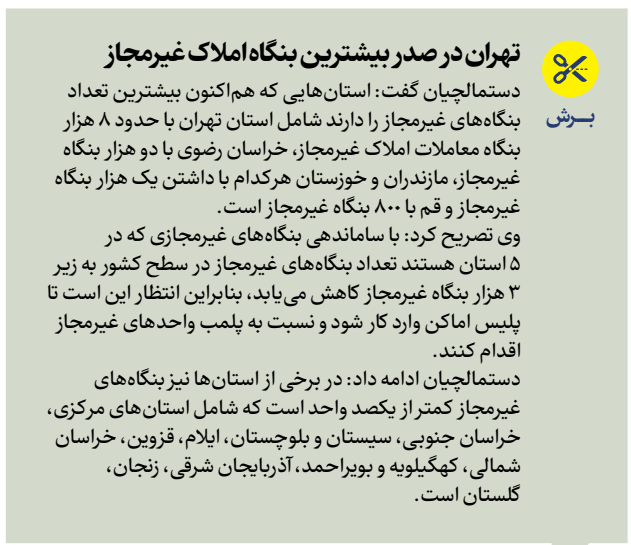 تهران در صدر بیشترین بنگاه املاک غیرمجاز
برش
دستمالچیان گفت: استان‌هایی که هم‌اکنون بیشترین تعداد
بنگاه‌های غیرمجاز را دارند شامل استان تهران با حدود ۸ هزار
بنگاه معاملات املاک غیرمجاز، خراسان رضوی با دو هزار بنگاه
غیرمجاز، مازندران و خوزستان هرکدام با داشتن یک هزار بنگاه
غیرمجاز و قم با ۸۰۰ بنگاه غیرمجاز است.
وی تصریح کرد: با ساماندهی بنگاه‌های غیرمجازی که در
۵ استان هستند تعداد بنگاه‌های غیرمجاز در سطح کشور به زیر
۳ هزار بنگاه غیرمجاز کاهش می‌یابد، بنابراین انتظار این است تا
پلیس اماکن وارد کار شود و نسبت به پلمب واحدهای غیرمجاز
اقدام کنند.
دستمالچیان ادامه داد: در برخی از استان‌ها نیز بنگاه‌های
غیرمجاز کمتر از یکصد واحد است که شامل استان‌های مرکزی،
خراسان جنوبی، سیستان و بلوچستان، ایلام، قزوین، خراسان
شمالی، کهگیلویه و بویراحمد، آذربایجان شرقی، زنجان،
گلستان است.